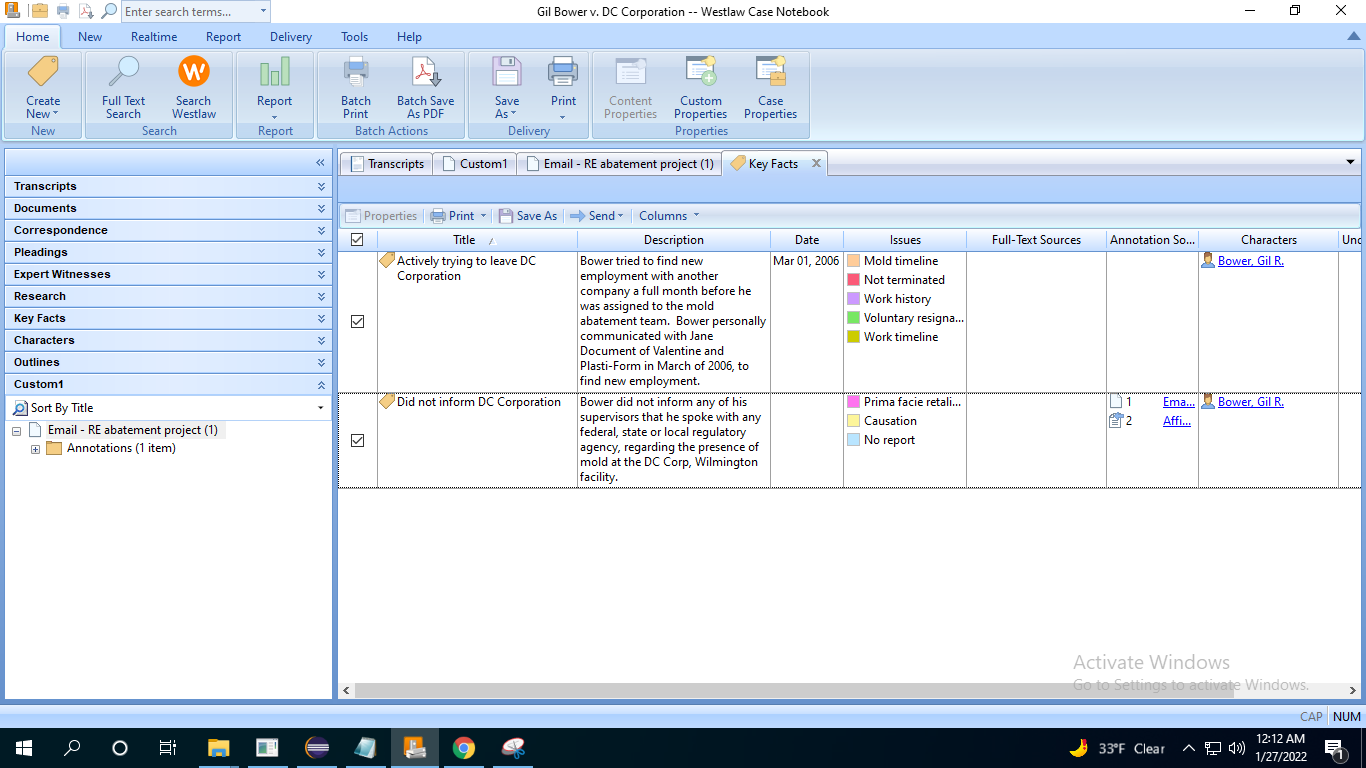 Enter search terms...
Gil Bower v. DC Corporation -- Westlaw Case Notebook
Home
New
Realtime
Report
Delivery
Tools
Help
Create
New
Full Text
Search
Search
Westlaw
Report
Batch
Print
Batch Save
As PDF
Save
As
Print
Content
Properties
Custom
Properties
Case
Properties
New
Search
Report
Batch Actions
Delivery
Properties
Transcripts
Documents
Correspondence
Pleadings
Expert Witnesses
Research
Key Facts
Characters
Outlines
Custom1
Sort By Title
Email - RE abatement project (1)
Annotations (1 item)
Transcripts
Custom1
Email - RE abatement project (1)
Key Facts
Properties
Print
Save As
Send
Columns
Title
Description
Date
Issues
Full-Text Sources
Annotation So...
Characters
Unc
Actively trying to leave DC
Corporation
Bower tried to find new
employment with another
company a full month before he
was assigned to the mold
abatement team. Bower personally
communicated with Jane
Document of Valentine and
Plasti-Form in March of 2006, to
find new employment.
Mar 01, 2006
Mold timeline
Not terminated
Work history
Voluntary resigna...
Work timeline
Bower, Gil R.
Did not inform DC Corporation
Bower did not inform any of his
supervisors that he spoke with any
federal, state or local regulatory
agency, regarding the presence of
mold at the DC Corp, Wilmington
facility.
Prima facie retali...
Causation
No report
1 Ema...
2 Affi...
Bower, Gil R.
Activate Windows
Go to Settings to activate Windows.
CAP NUM
33°F Clear
12:12 AM
1/27/2022
1